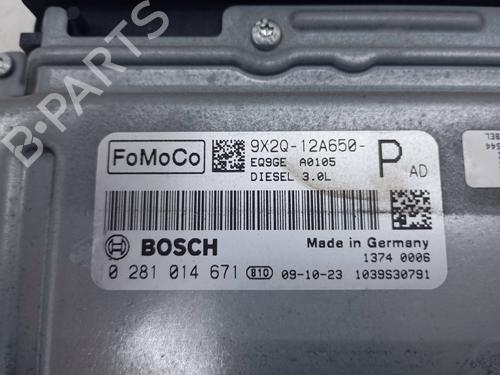 B-PARTS
FoMoCo
9X2Q-12A650-
EQ9GE A0105
DIESEL 3.0L
P AD
BOSCH
Made in Germany
1374 0006
0 281 014 671 810 09-10-23 1039S30791